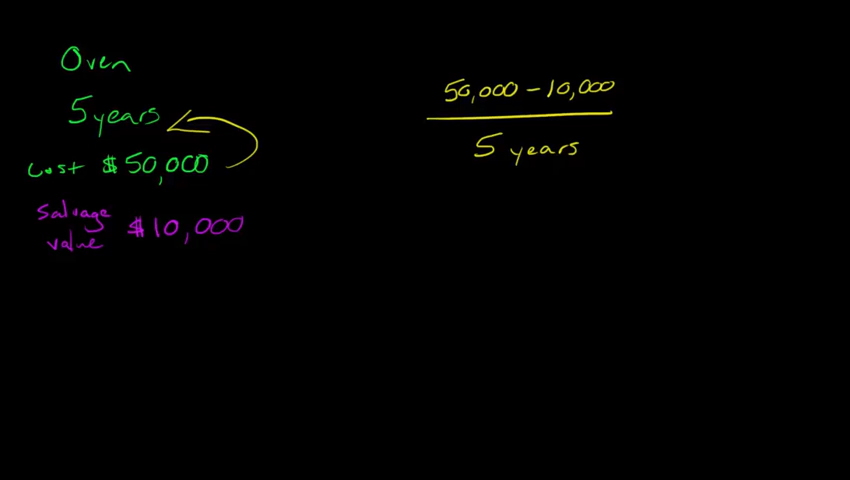 Oven
5 years
Cost $50,000
Salvage
value $10,000
50,000 - 10,000
5 years